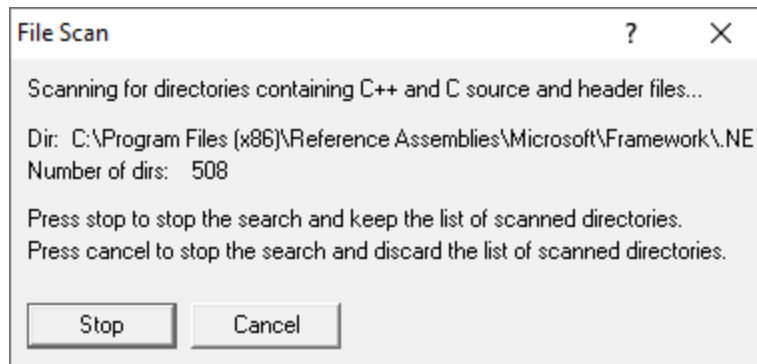 File Scan ?
Scanning for directories containing C++ and C source and header files...
Dir: C:\Program Files (x86)\Reference Assemblies\Microsoft\Framework\.NE
Number of dirs: 508
Press stop to stop the search and keep the list of scanned directories.
Press cancel to stop the search and discard the list of scanned directories.
Stop Cancel